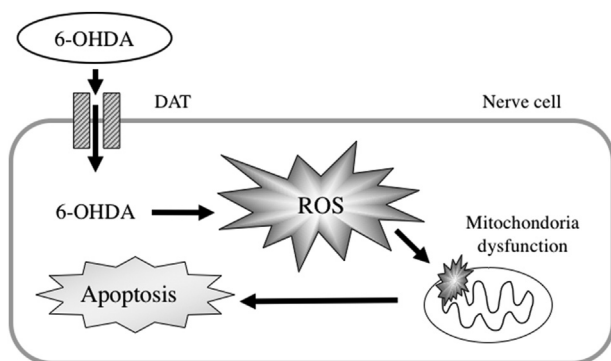 6-OHDA
DAT
Nerve cell
6-OHDA
ROS
Mitochondria
dysfunction
Apoptosis